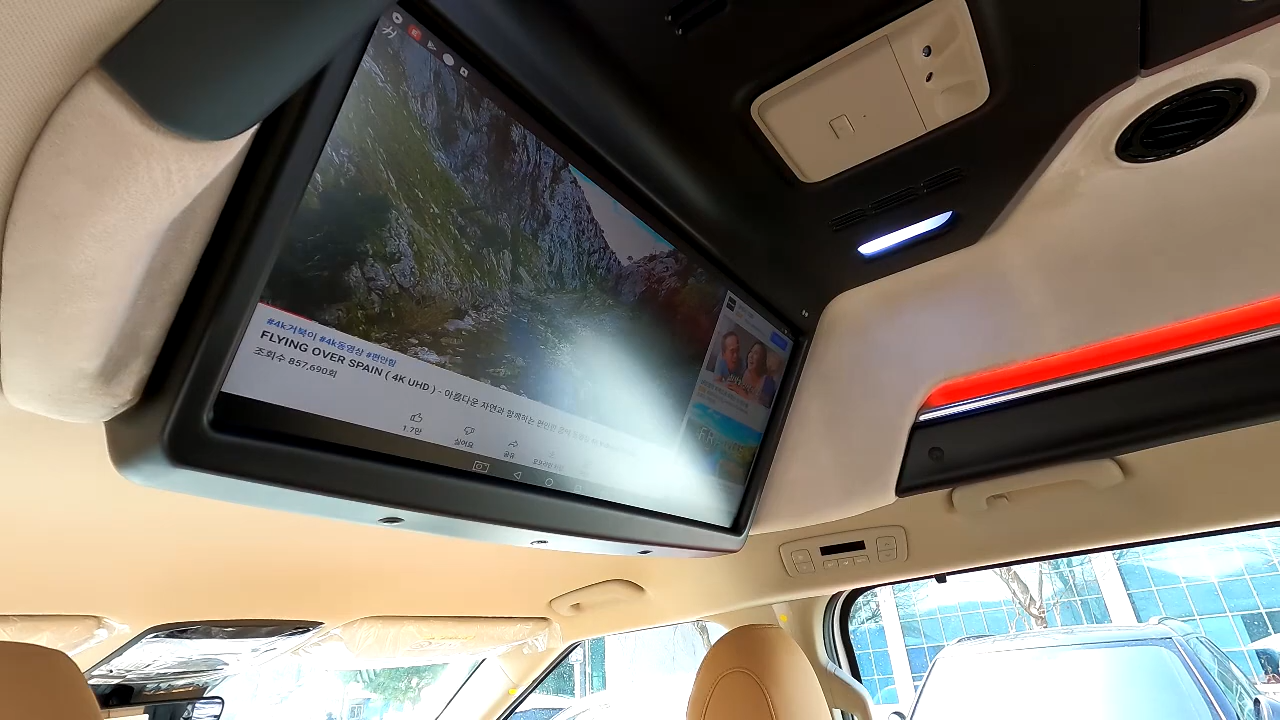 #4k거북이 #4k동영상 #편안함
FLYING OVER SPAIN ( 4K UHD ) - 아름다운 자연과 함께하는 편안한
조회수 857,690회
1.7만
싫어요
공유